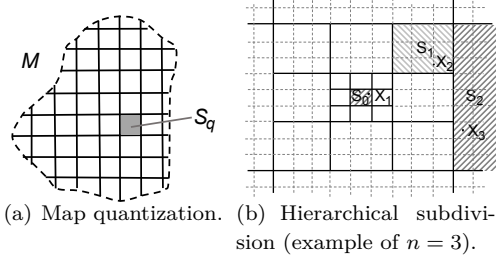 M
S_q
S_1
X_2
S_0
X_1
S_2
X_3
(a) Map quantization.
(b) Hierarchical subdivi-
sion (example of n = 3).